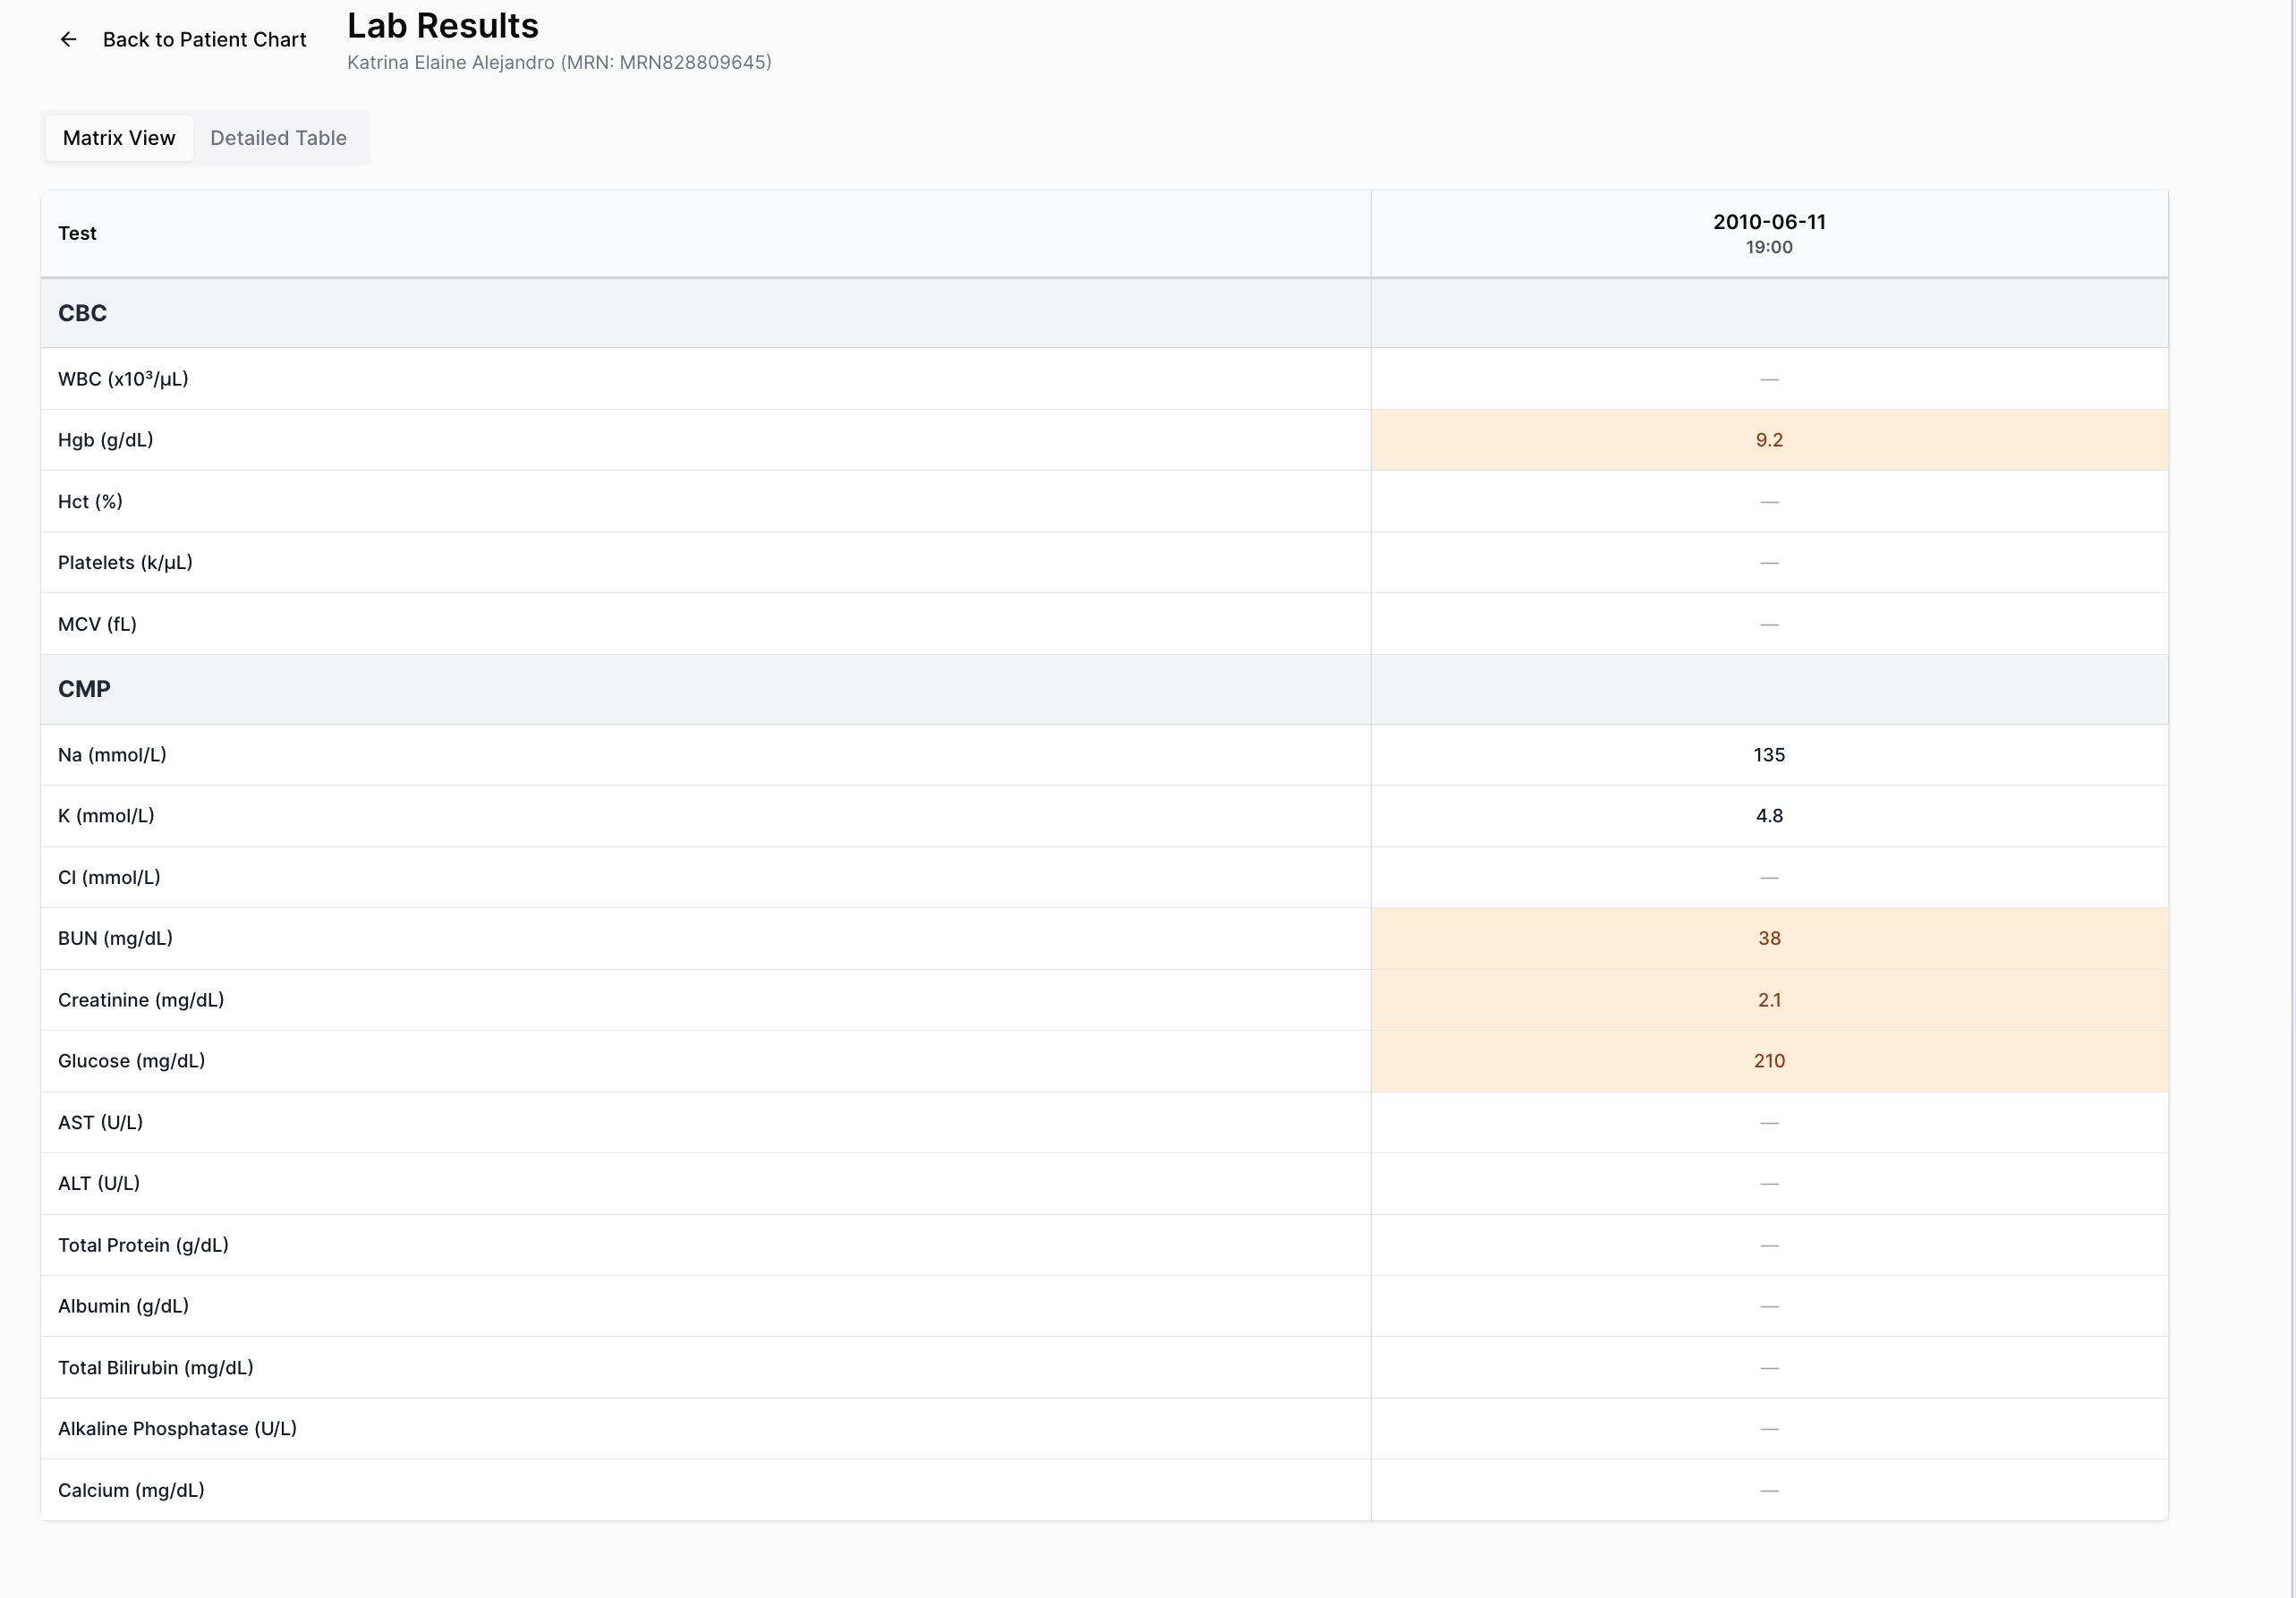 Back to Patient Chart
Lab Results
Katrina Elaine Alejandro (MRN: MRN828809645)
Matrix View Detailed Table
Test 2010-06-11
19:00
CBC
WBC (x10³/µL) —
Hgb (g/dL) 9.2
Hct (%) —
Platelets (k/µL) —
MCV (fL) —
CMP
Na (mmol/L) 135
K (mmol/L) 4.8
Cl (mmol/L) —
BUN (mg/dL) 38
Creatinine (mg/dL) 2.1
Glucose (mg/dL) 210
AST (U/L) —
ALT (U/L) —
Total Protein (g/dL) —
Albumin (g/dL) —
Total Bilirubin (mg/dL) —
Alkaline Phosphatase (U/L) —
Calcium (mg/dL) —